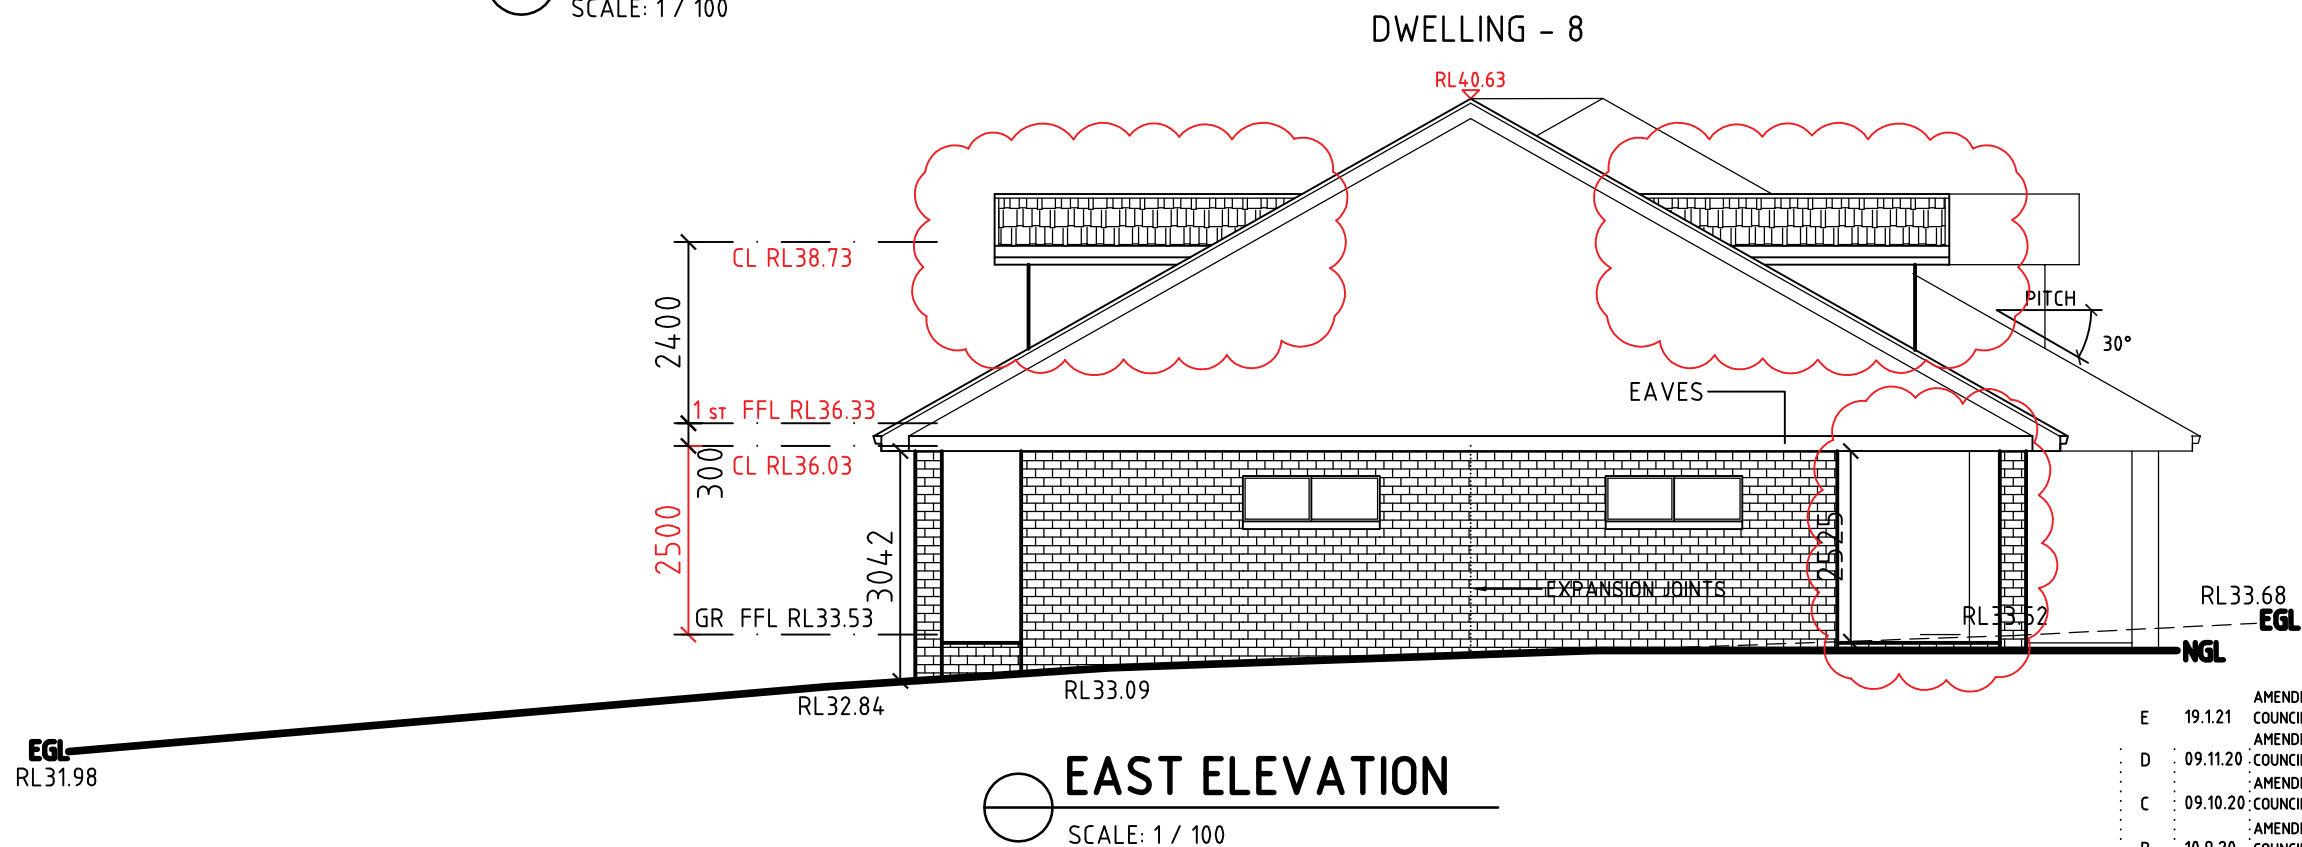 SCALE: 1 / 100
DWELLING - 8
RL40.63
CL RL38.73
2400
PITCH
30°
EAVES
1 ST FFL RL36.33
CL RL36.03
300
2500
3042
2525
EXPANSION JOINTS
GR FFL RL33.53
RL33.52
RL33.68
EGL
NGL
RL33.09
RL32.84
EGL
RL31.98
EAST ELEVATION
SCALE: 1 / 100
E 19.1.21
D 09.11.20
C 09.10.20